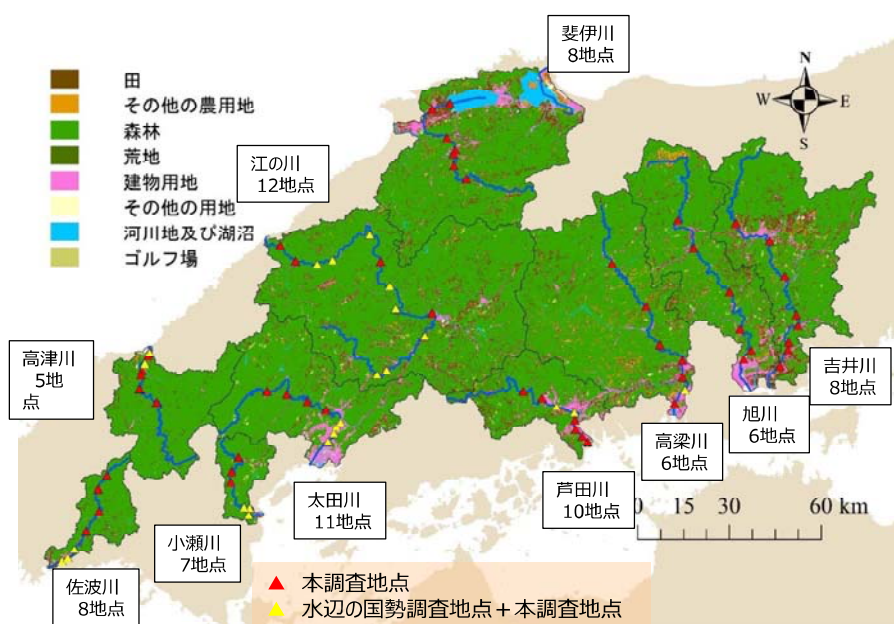 斐伊川
8地点
N
W
E
S
田
その他の農用地
森林
荒地
建物用地
その他の用地
河川地及び湖沼
ゴルフ場
江の川
12地点
高津川
5地
点
吉井川
8地点
旭川
6地点
高梁川
6地点
芦田川
10地点
太田川
11地点
小瀬川
7地点
佐波川
8地点
0 15 30 60 km
本調査地点
水辺の国勢調査地点+本調査地点